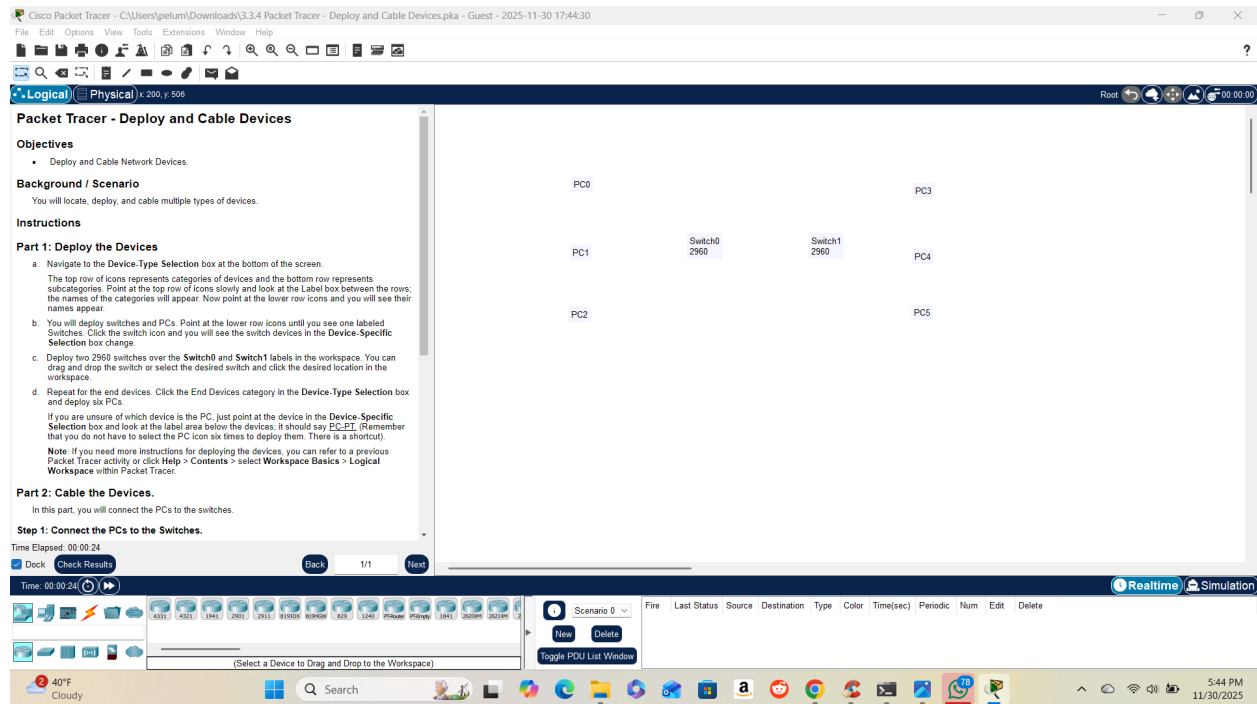 Cisco Packet Tracer - C:\Users\pelum\Downloads\3.3.4 Packet Tracer - Deploy and Cable Devices.pka - Guest - 2025-11-30 17:44:30
File Edit Options View Tools Extensions Window Help
?
Logical Physical x: 200, y: 506
Root 00:00:00
Packet Tracer - Deploy and Cable Devices
Objectives
• Deploy and Cable Network Devices.
Background / Scenario
You will locate, deploy, and cable multiple types of devices.
Instructions
Part 1: Deploy the Devices
a. Navigate to the Device-Type Selection box at the bottom of the screen.
The top row of icons represents categories of devices and the bottom row represents
subcategories. Point at the top row of icons slowly and look at the Label box between the rows;
the names of the categories will appear. Now point at the lower row icons and you will see their
names appear.
b. You will deploy switches and PCs. Point at the lower row icons until you see one labeled
Switches. Click the switch icon and you will see the switch devices in the Device-Specific
Selection box change.
c. Deploy two 2960 switches over the Switch0 and Switch1 labels in the workspace. You can
drag and drop the switch or select the desired switch and click the desired location in the
workspace.
d. Repeat for the end devices. Click the End Devices category in the Device-Type Selection box
and deploy six PCs.
If you are unsure of which device is the PC, just point at the device in the Device-Specific
Selection box and look at the label area below the devices; it should say PC-PT. (Remember
that you do not have to select the PC icon six times to deploy them. There is a shortcut).
Note: If you need more instructions for deploying the devices, you can refer to a previous
Packet Tracer activity or click Help > Contents > select Workspace Basics > Logical
Workspace within Packet Tracer.
Part 2: Cable the Devices.
In this part, you will connect the PCs to the switches.
Step 1: Connect the PCs to the Switches.
Time Elapsed: 00:00:24
Dock Check Results Back 1/1 Next
PC0
PC3
Switch0
2960
Switch1
2960
PC1
PC4
PC2
PC5
Time: 00:00:24
Realtime Simulation
4331 4321 1941 2901 2911 819IOX 819HGW 829 1240 PT-Router PT-Empty 1841 2620XM 2621XM 2
(Select a Device to Drag and Drop to the Workspace)
Scenario 0
New Delete
Toggle PDU List Window
Fire Last Status Source Destination Type Color Time(sec) Periodic Num Edit Delete
2
40°F
Cloudy
Search
a
78
5:44 PM
11/30/2025